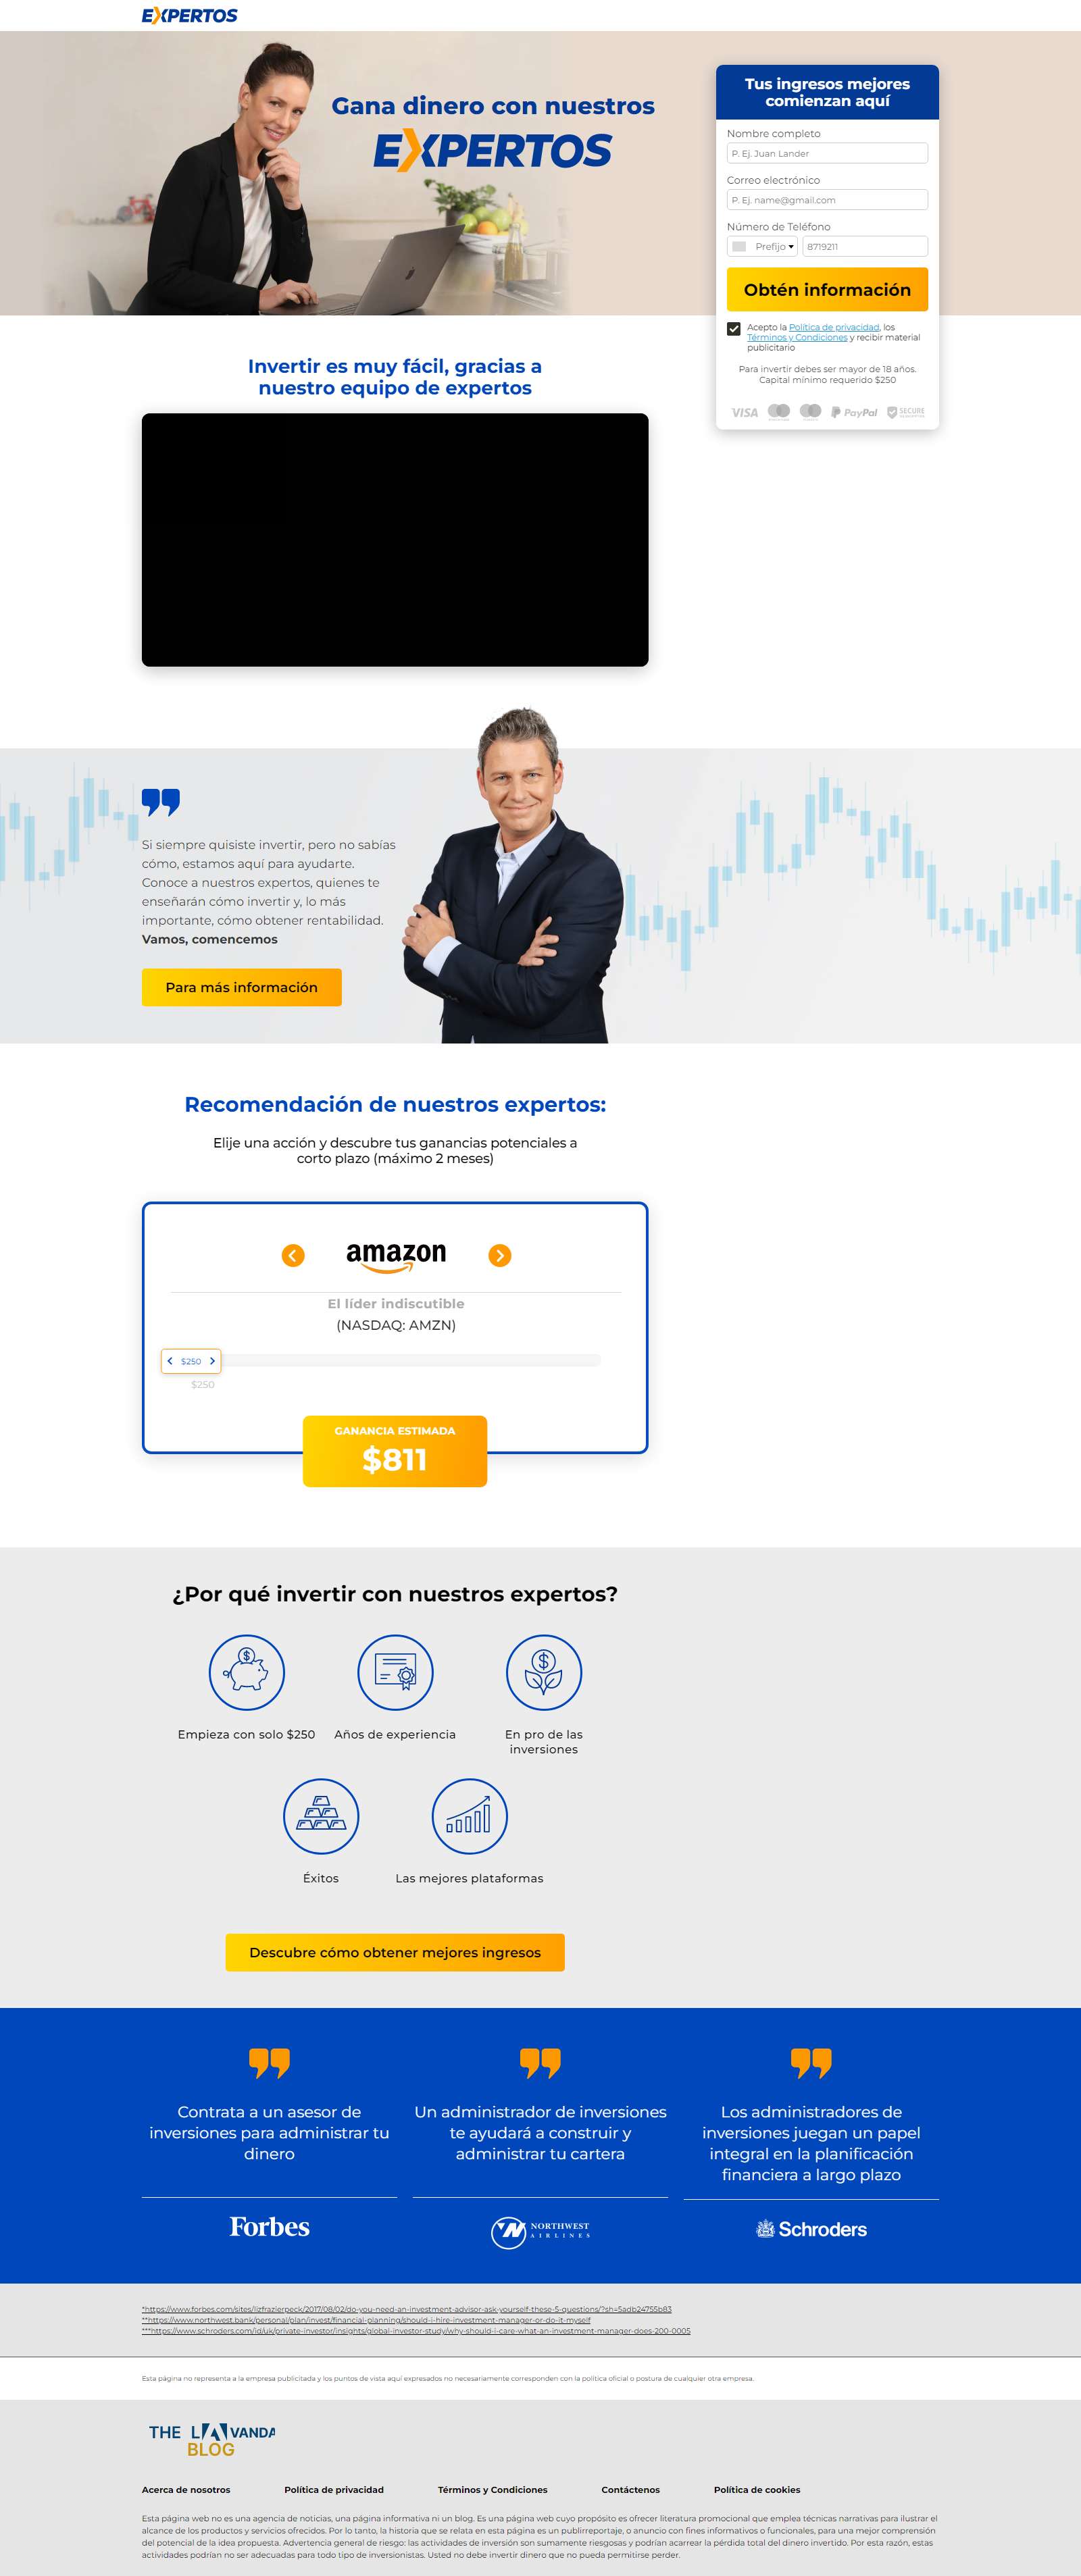 EXPERTOS
Gana dinero con nuestros
EXPERTOS
Tus ingresos mejores
comienzan aquí
Nombre completo
P. Ej. Juan Lander
Correo electrónico
P. Ej. name@gmail.com
Número de Teléfono
Prefijo 8719211
Obtén información
Acepto la Política de privacidad, los
Términos y Condiciones y recibir material
publicitario
Para invertir debes ser mayor de 18 años.
Capital mínimo requerido $250
VISA PayPal SECURE
Invertir es muy fácil, gracias a
nuestro equipo de expertos
Si siempre quisiste invertir, pero no sabías
cómo, estamos aquí para ayudarte.
Conoce a nuestros expertos, quienes te
enseñarán cómo invertir y, lo más
importante, cómo obtener rentabilidad.
Vamos, comencemos
Para más información
Recomendación de nuestros expertos:
Elije una acción y descubre tus ganancias potenciales a
corto plazo (máximo 2 meses)
amazon
El líder indiscutible
(NASDAQ: AMZN)
$250
$250
GANANCIA ESTIMADA
$811
¿Por qué invertir con nuestros expertos?
Empieza con solo $250
Años de experiencia
En pro de las
inversiones
Éxitos
Las mejores plataformas
Descubre cómo obtener mejores ingresos
Contrata a un asesor de
inversiones para administrar tu
dinero
Forbes
Un administrador de inversiones
te ayudará a construir y
administrar tu cartera
NORTHWEST
AIRLINES
Los administradores de
inversiones juegan un papel
integral en la planificación
financiera a largo plazo
Schroders
*https://www.forbes.com/sites/lizfrazierpeck/2017/08/02/do-you-need-an-investment-advisor-ask-yourself-these-5-questions/?sh=5adb24755b83
**https://www.northwest.bank/personal/plan/invest/financial-planning/should-i-hire-investment-manager-or-do-it-myself
***https://www.schroders.com/id/uk/private-investor/insights/global-investor-study/why-should-i-care-what-an-investment-manager-does-200-0005
Esta página no representa a la empresa publicitada y los puntos de vista aquí expresados no necesariamente corresponden con la política oficial o postura de cualquier otra empresa.
THE LAVANDA
BLOG
Acerca de nosotros
Política de privacidad
Términos y Condiciones
Contáctenos
Política de cookies
Esta página web no es una agencia de noticias, una página informativa ni un blog. Es una página web cuyo propósito es ofrecer literatura promocional que emplea técnicas narrativas para ilustrar el
alcance de los productos y servicios ofrecidos. Por lo tanto, la historia que se relata en esta página es un publirreportaje, o anuncio con fines informativos o funcionales, para una mejor comprensión
del potencial de la idea propuesta. Advertencia general de riesgo: las actividades de inversión son sumamente riesgosas y podrían acarrear la pérdida total del dinero invertido. Por esta razón, estas
actividades podrían no ser adecuadas para todo tipo de inversionistas. Usted no debe invertir dinero que no pueda permitirse perder.